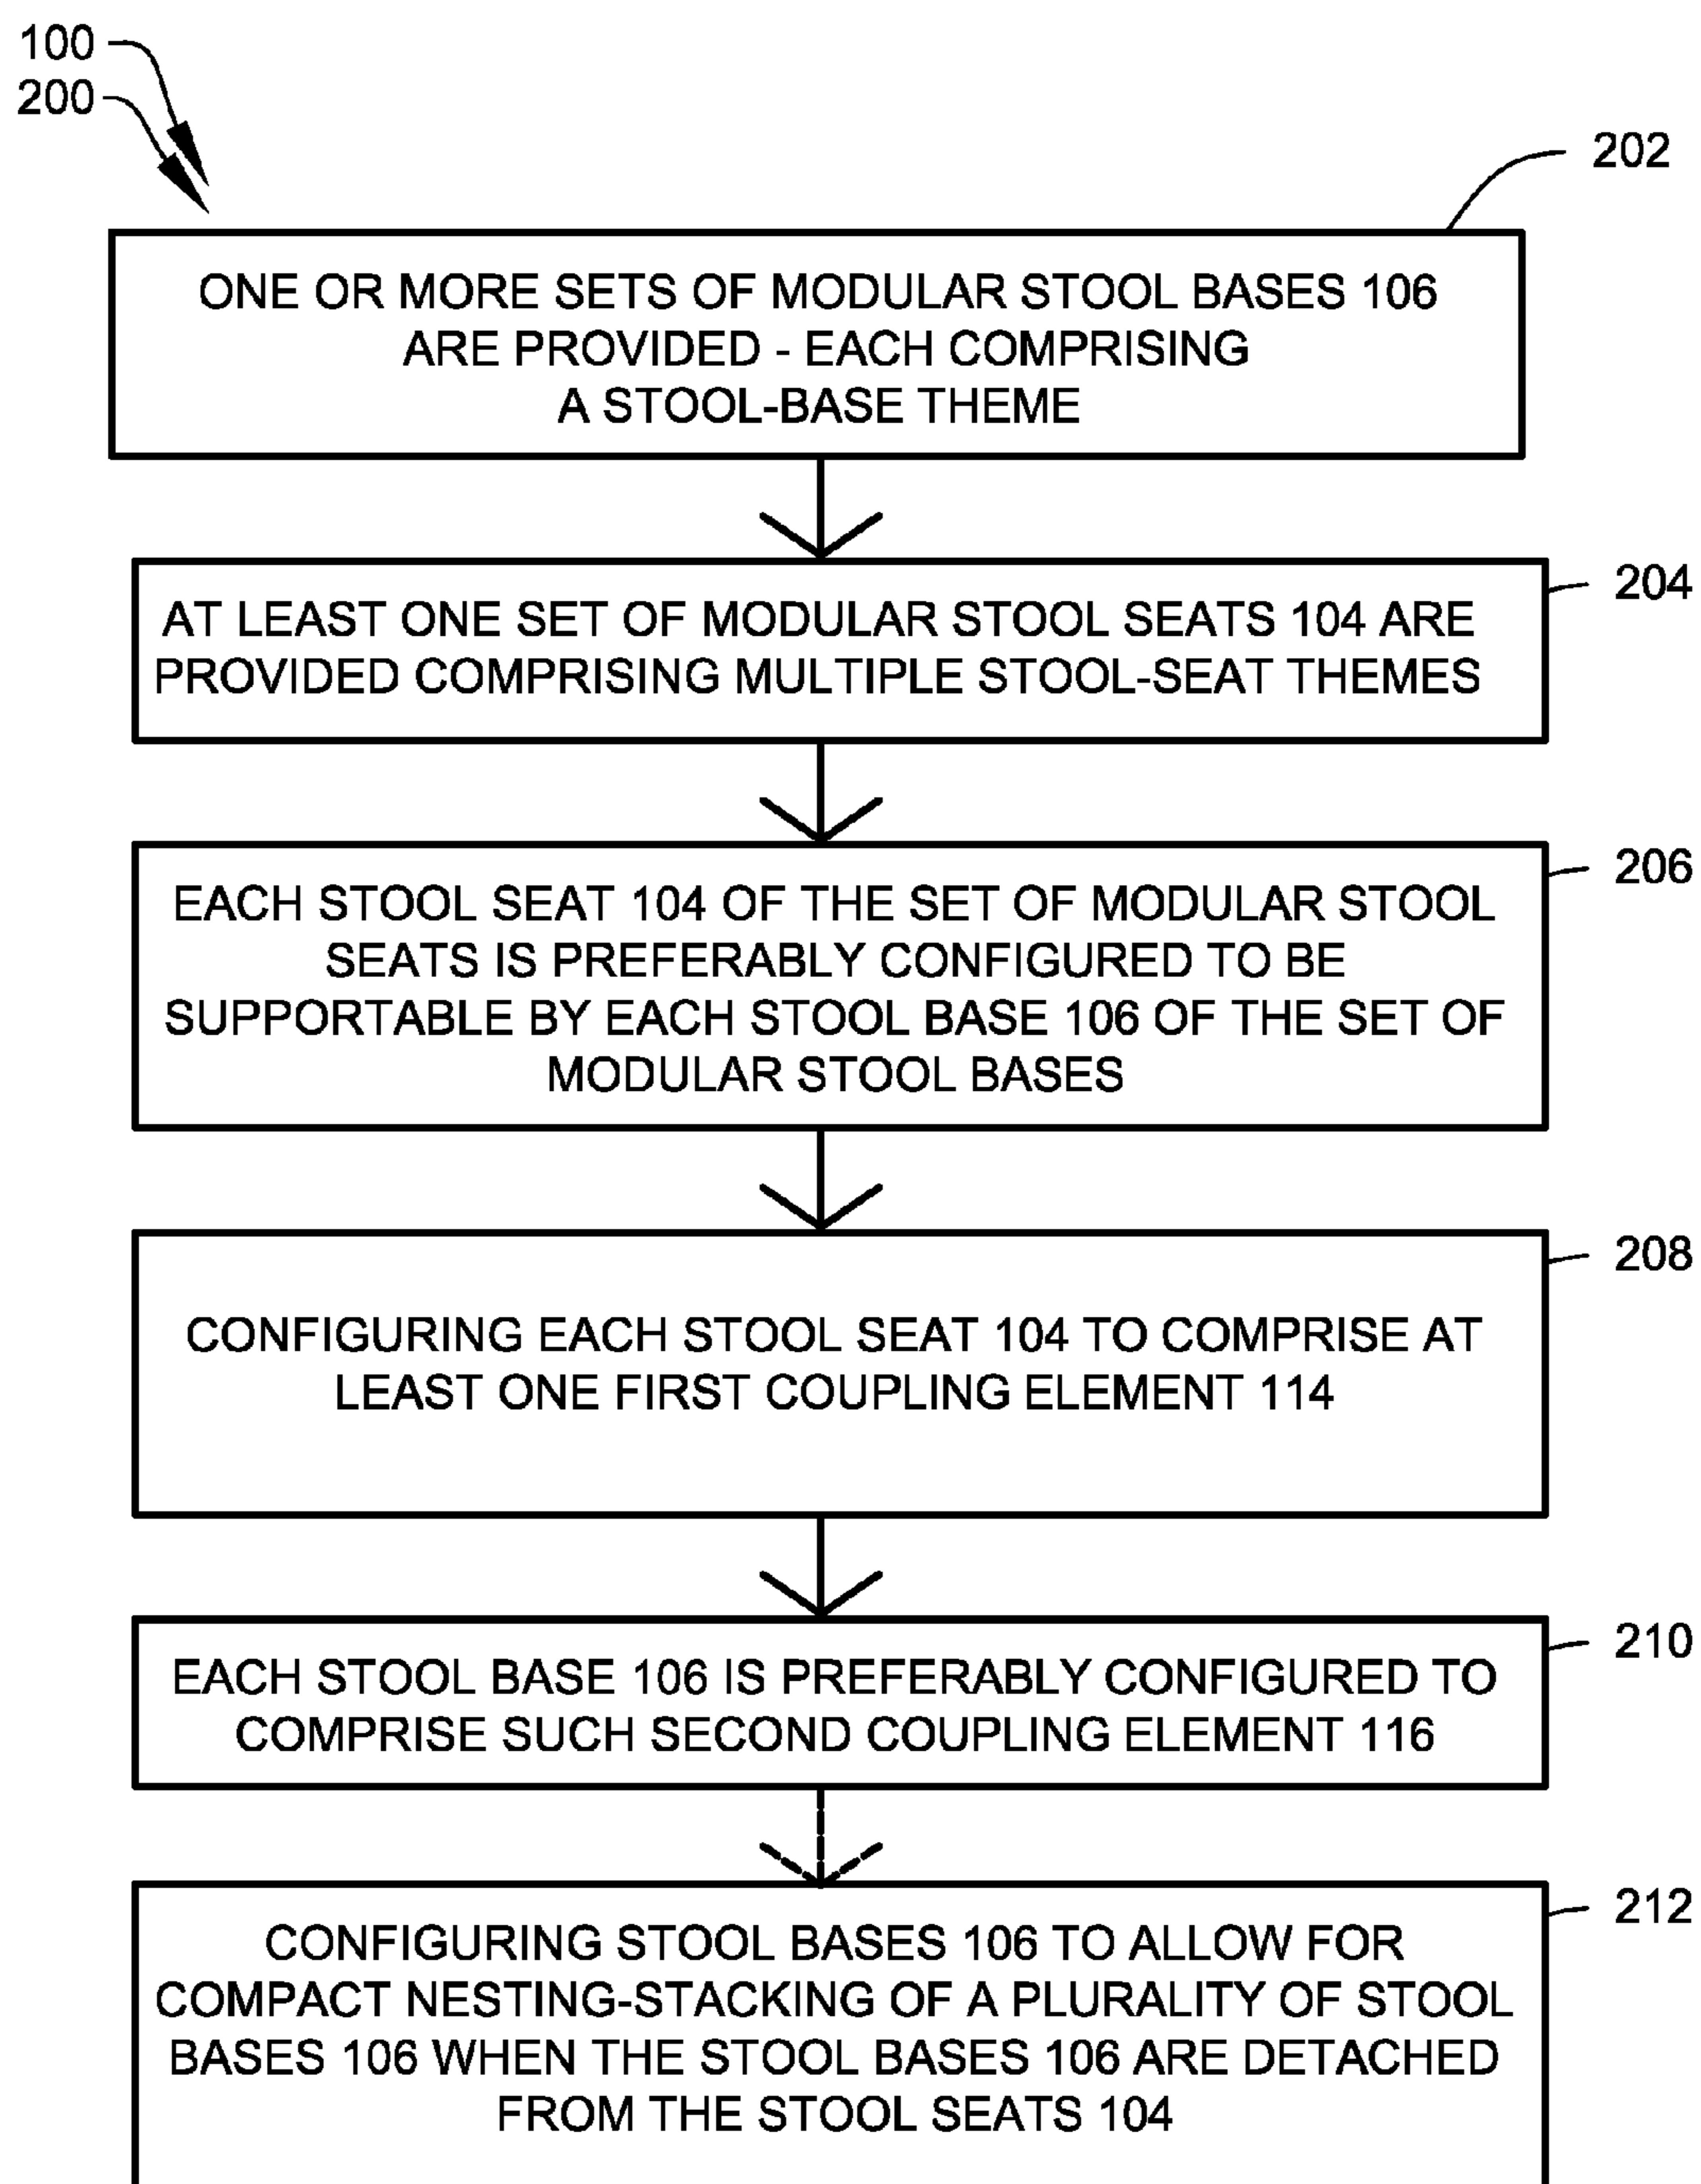 100
200
202
ONE OR MORE SETS OF MODULAR STOOL BASES 106
ARE PROVIDED - EACH COMPRISING
A STOOL-BASE THEME
204
AT LEAST ONE SET OF MODULAR STOOL SEATS 104 ARE
PROVIDED COMPRISING MULTIPLE STOOL-SEAT THEMES
206
EACH STOOL SEAT 104 OF THE SET OF MODULAR STOOL
SEATS IS PREFERABLY CONFIGURED TO BE
SUPPORTABLE BY EACH STOOL BASE 106 OF THE SET OF
MODULAR STOOL BASES
208
CONFIGURING EACH STOOL SEAT 104 TO COMPRISE AT
LEAST ONE FIRST COUPLING ELEMENT 114
210
EACH STOOL BASE 106 IS PREFERABLY CONFIGURED TO
COMPRISE SUCH SECOND COUPLING ELEMENT 116
212
CONFIGURING STOOL BASES 106 TO ALLOW FOR
COMPACT NESTING-STACKING OF A PLURALITY OF STOOL
BASES 106 WHEN THE STOOL BASES 106 ARE DETACHED
FROM THE STOOL SEATS 104